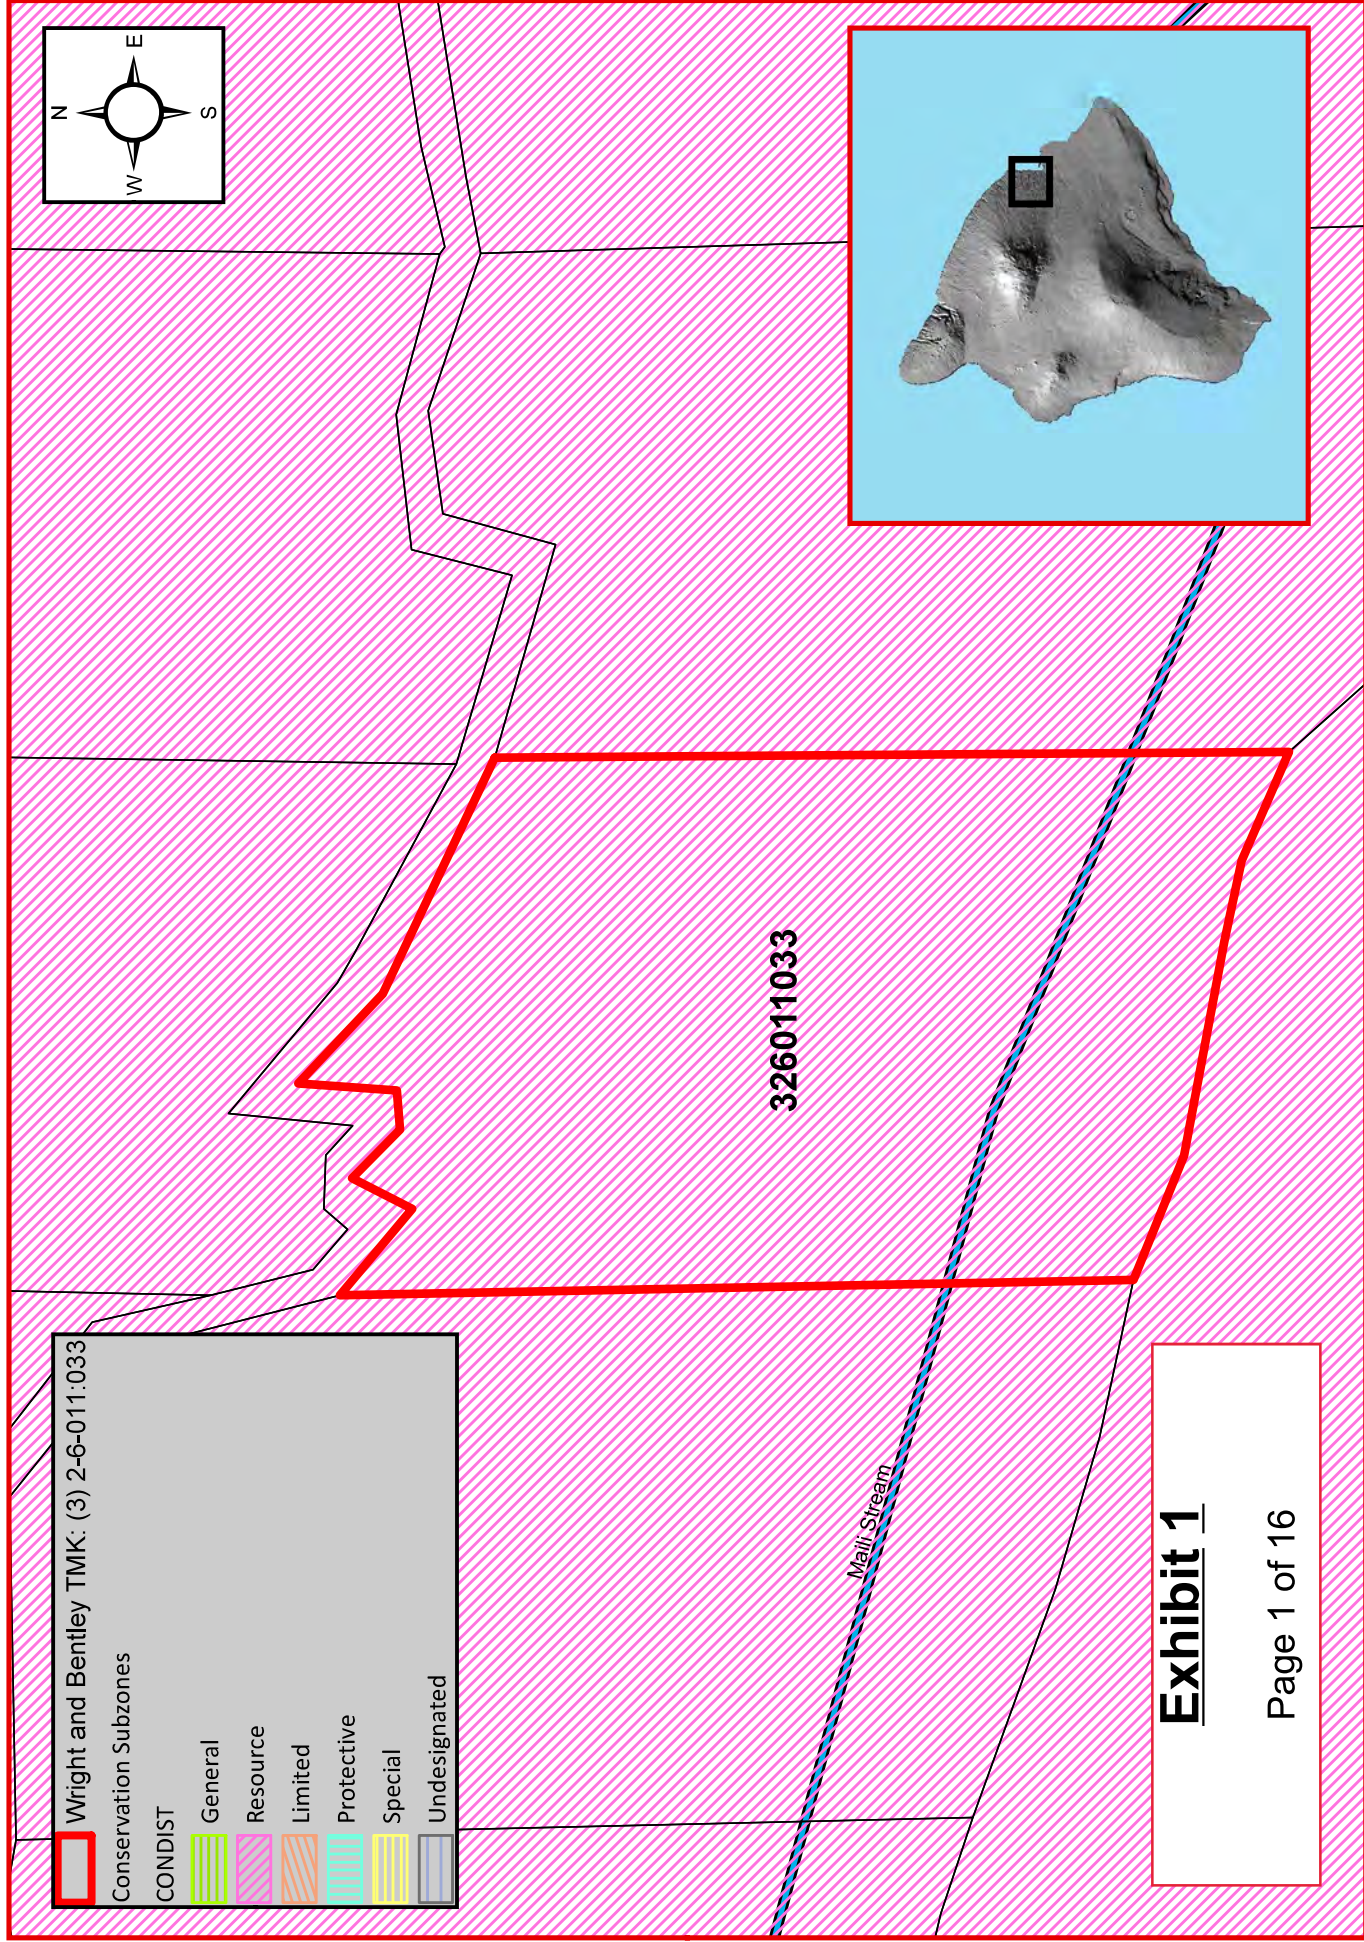 Wright and Bentley TMK: (3) 2-6-011:033
Conservation Subzones
CONDIST
General
Resource
Limited
Protective
Special
Undesignated
N
W E
S
326011033
Maili Stream
Exhibit 1
Page 1 of 16